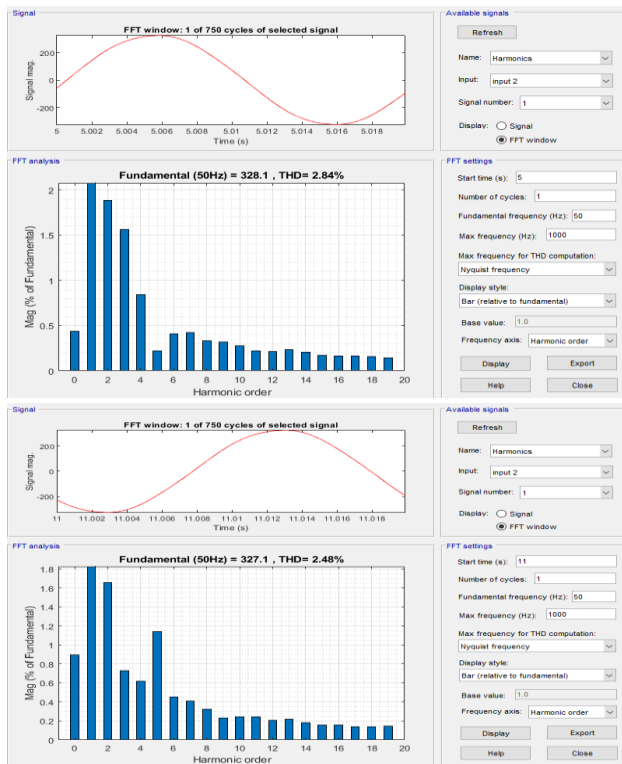 Signal
FFT window: 1 of 750 cycles of selected signal
Signal mag.
200
0
-200
5 5.002 5.004 5.006 5.008 5.01 5.012 5.014 5.016 5.018
Time (s)
Available signals
Refresh
Name: Harmonics
Input: input 2
Signal number: 1
Display: Signal
FFT window
FFT analysis
Fundamental (50Hz) = 328.1 , THD= 2.84%
Mag (% of Fundamental)
2
1.5
1
0.5
0
0 2 4 6 8 10 12 14 16 18 20
Harmonic order
FFT settings
Start time (s): 5
Number of cycles: 1
Fundamental frequency (Hz): 50
Max frequency (Hz): 1000
Max frequency for THD computation:
Nyquist frequency
Display style:
Bar (relative to fundamental)
Base value: 1.0
Frequency axis: Harmonic order
Display Export
Help Close
Signal
FFT window: 1 of 750 cycles of selected signal
Signal mag.
200
0
-200
11 11.002 11.004 11.006 11.008 11.01 11.012 11.014 11.016 11.018
Time (s)
Available signals
Refresh
Name: Harmonics
Input: input 2
Signal number: 1
Display: Signal
FFT window
FFT analysis
Fundamental (50Hz) = 327.1 , THD= 2.48%
Mag (% of Fundamental)
1.8
1.6
1.4
1.2
1
0.8
0.6
0.4
0.2
0
0 2 4 6 8 10 12 14 16 18 20
Harmonic order
FFT settings
Start time (s): 11
Number of cycles: 1
Fundamental frequency (Hz): 50
Max frequency (Hz): 1000
Max frequency for THD computation:
Nyquist frequency
Display style:
Bar (relative to fundamental)
Base value: 1.0
Frequency axis: Harmonic order
Display Export
Help Close